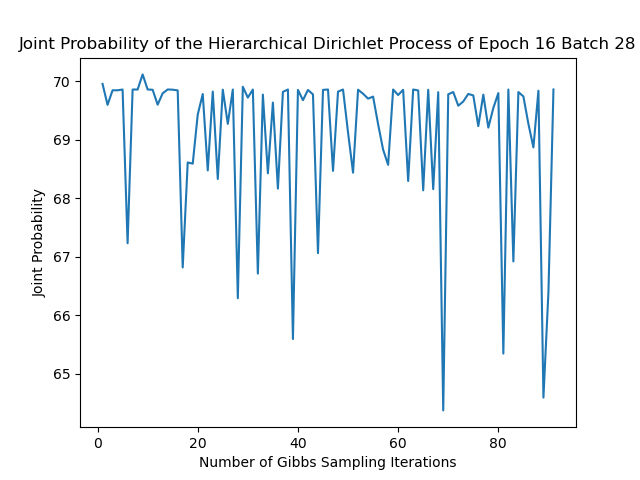 Joint Probability of the Hierarchical Dirichlet Process of Epoch 16 Batch 28
70
69
68
67
66
65
Joint Probability
0 20 40 60 80
Number of Gibbs Sampling Iterations